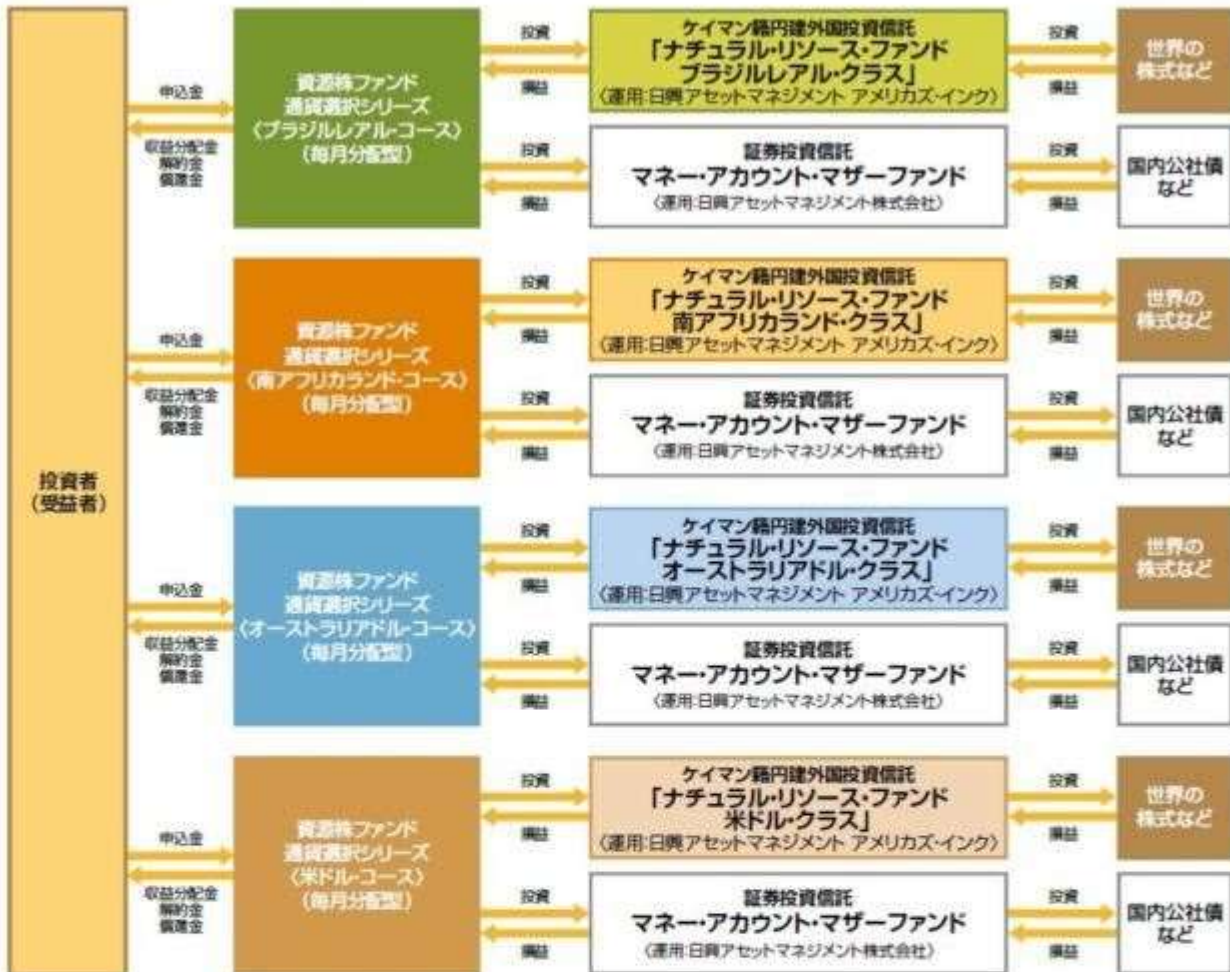 投資者
(受益者)
申込金
収益分配金
解約金
償還金
資源株ファンド
通貨選択シリーズ
〈ブラジルレアル・コース〉
(毎月分配型)
投資
損益
ケイマン籍円建外国投資信託
「ナチュラル・リソース・ファンド
ブラジルレアル・クラス」
〈運用:日興アセットマネジメント アメリカズ・インク〉
投資
損益
世界の
株式など
投資
損益
証券投資信託
マネー・アカウント・マザーファンド
〈運用:日興アセットマネジメント株式会社〉
投資
損益
国内公社債
など
申込金
収益分配金
解約金
償還金
資源株ファンド
通貨選択シリーズ
〈南アフリカランド・コース〉
(毎月分配型)
投資
損益
ケイマン籍円建外国投資信託
「ナチュラル・リソース・ファンド
南アフリカランド・クラス」
〈運用:日興アセットマネジメント アメリカズ・インク〉
投資
損益
世界の
株式など
投資
損益
証券投資信託
マネー・アカウント・マザーファンド
〈運用:日興アセットマネジメント株式会社〉
投資
損益
国内公社債
など
申込金
収益分配金
解約金
償還金
資源株ファンド
通貨選択シリーズ
〈オーストラリアドル・コース〉
(毎月分配型)
投資
損益
ケイマン籍円建外国投資信託
「ナチュラル・リソース・ファンド
オーストラリアドル・クラス」
〈運用:日興アセットマネジメント アメリカズ・インク〉
投資
損益
世界の
株式など
投資
損益
証券投資信託
マネー・アカウント・マザーファンド
〈運用:日興アセットマネジメント株式会社〉
投資
損益
国内公社債
など
申込金
収益分配金
解約金
償還金
資源株ファンド
通貨選択シリーズ
〈米ドル・コース〉
(毎月分配型)
投資
損益
ケイマン籍円建外国投資信託
「ナチュラル・リソース・ファンド
米ドル・クラス」
〈運用:日興アセットマネジメント アメリカズ・インク〉
投資
損益
世界の
株式など
投資
損益
証券投資信託
マネー・アカウント・マザーファンド
〈運用:日興アセットマネジメント株式会社〉
投資
損益
国内公社債
など